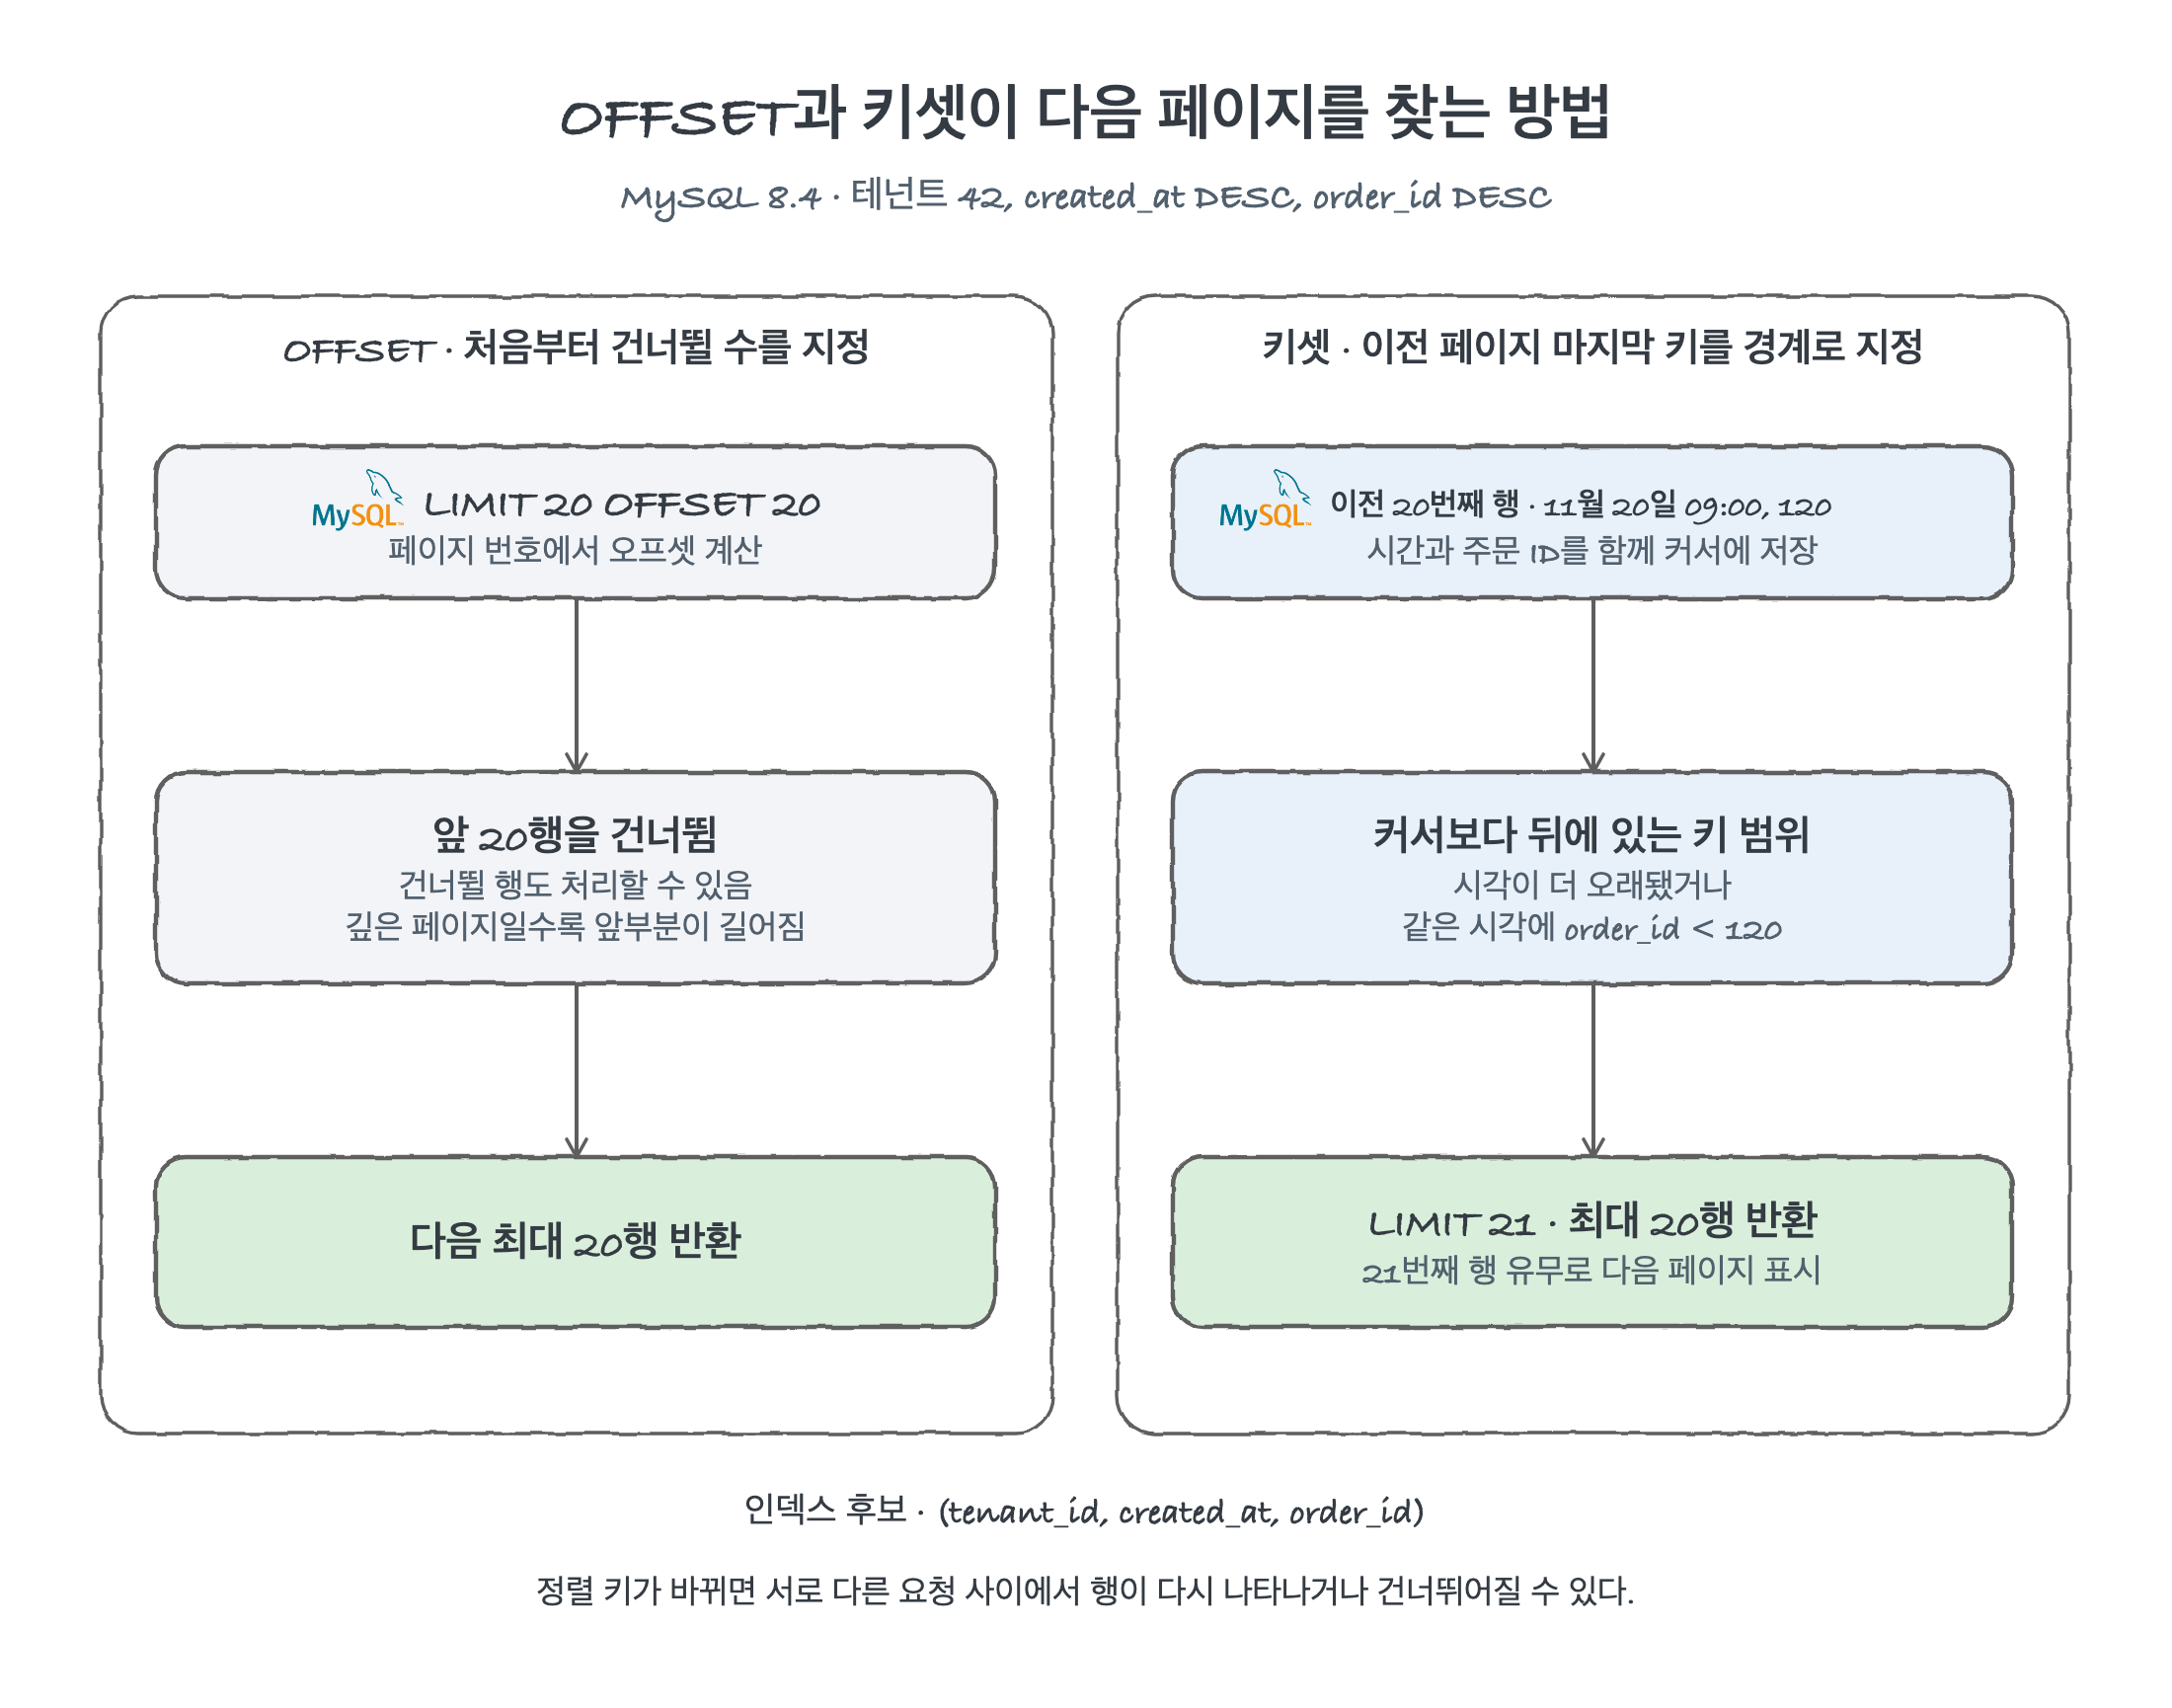 OFFSET과 키셋이 다음 페이지를 찾는 방법
MySQL 8.4 · 테넌트 42, created_at DESC, order_id DESC
OFFSET · 처음부터 건너뛸 수를 지정
MySQL™ LIMIT 20 OFFSET 20
페이지 번호에서 오프셋 계산
앞 20행을 건너뜀
건너뛸 행도 처리할 수 있음
깊은 페이지일수록 앞부분이 길어짐
다음 최대 20행 반환
키셋 · 이전 페이지 마지막 키를 경계로 지정
MySQL™ 이전 20번째 행 · 11월 20일 09:00, 120
시간과 주문 ID를 함께 커서에 저장
커서보다 뒤에 있는 키 범위
시각이 더 오래됐거나
같은 시각에 order_id < 120
LIMIT 21 · 최대 20행 반환
21번째 행 유무로 다음 페이지 표시
인덱스 후보 · (tenant_id, created_at, order_id)
정렬 키가 바뀌면 서로 다른 요청 사이에서 행이 다시 나타나거나 건너뛰어질 수 있다.